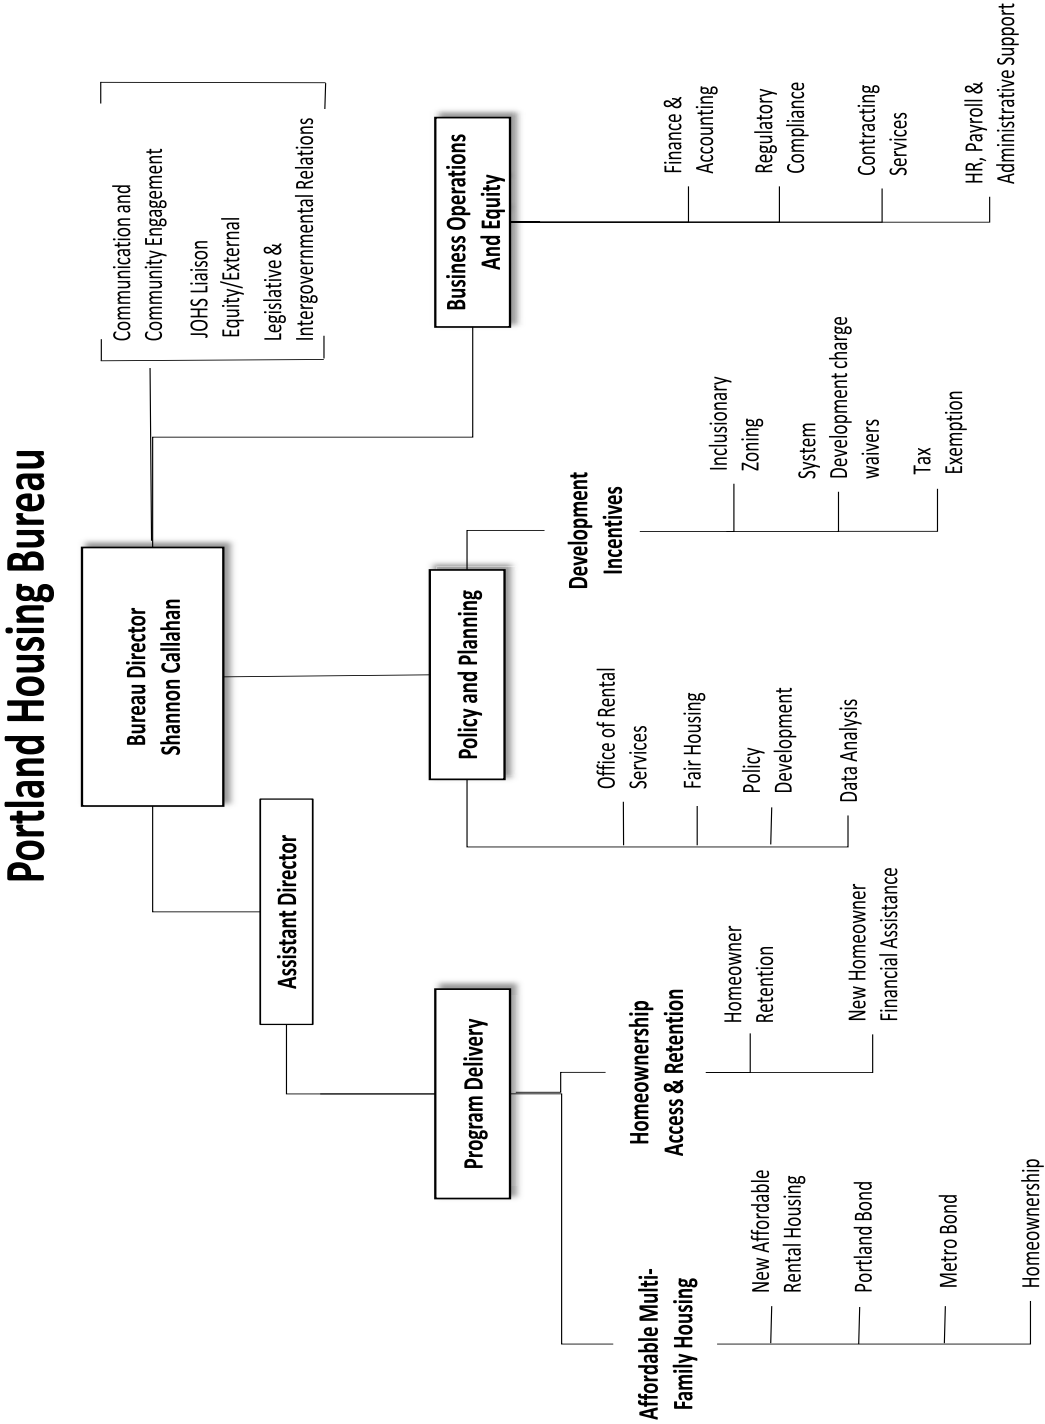 Portland Housing Bureau
Bureau Director
Shannon Callahan
Communication and
Community Engagement
JOHS Liaison
Equity/External
Legislative &
Intergovernmental Relations
Assistant Director
Program Delivery
Policy and Planning
Business Operations
And Equity
Affordable Multi-
Family Housing
New Affordable
Rental Housing
Portland Bond
Metro Bond
Homeownership
Homeownership
Access & Retention
Homeowner
Retention
New Homeowner
Financial Assistance
Office of Rental
Services
Fair Housing
Policy
Development
Data Analysis
Development
Incentives
Inclusionary
Zoning
System
Development charge
waivers
Tax
Exemption
Finance &
Accounting
Regulatory
Compliance
Contracting
Services
HR, Payroll &
Administrative Support